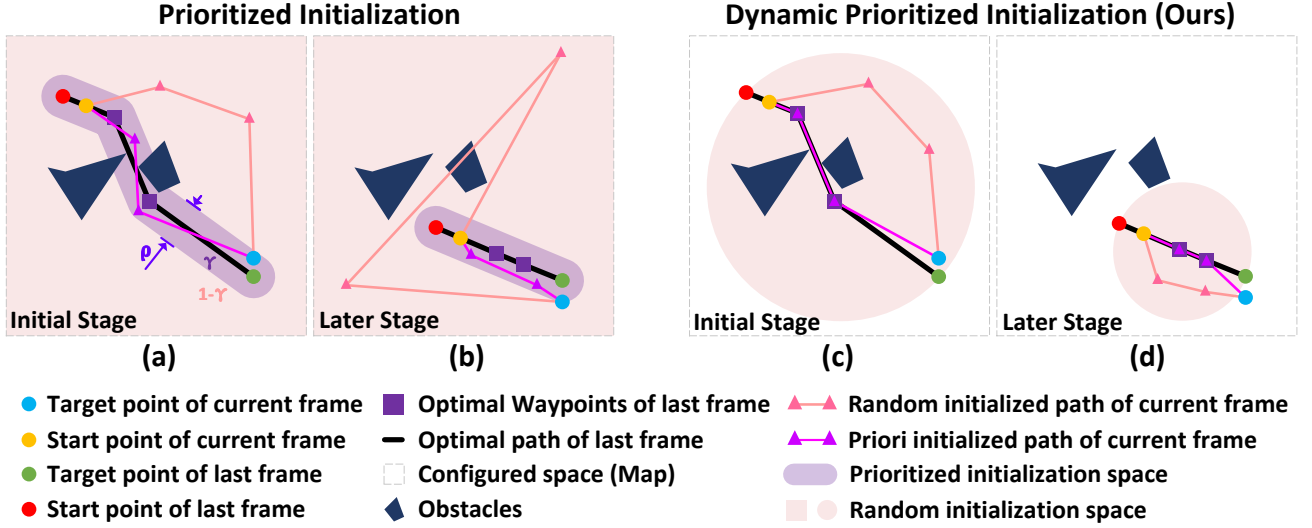 Prioritized Initialization
Dynamic Prioritized Initialization (Ours)
ρ
γ
1-γ
Initial Stage
Later Stage
Initial Stage
Later Stage
(a)
(b)
(c)
(d)
Target point of current frame
Optimal Waypoints of last frame
Random initialized path of current frame
Start point of current frame
Optimal path of last frame
Priori initialized path of current frame
Target point of last frame
Configured space (Map)
Prioritized initialization space
Start point of last frame
Obstacles
Random initialization space